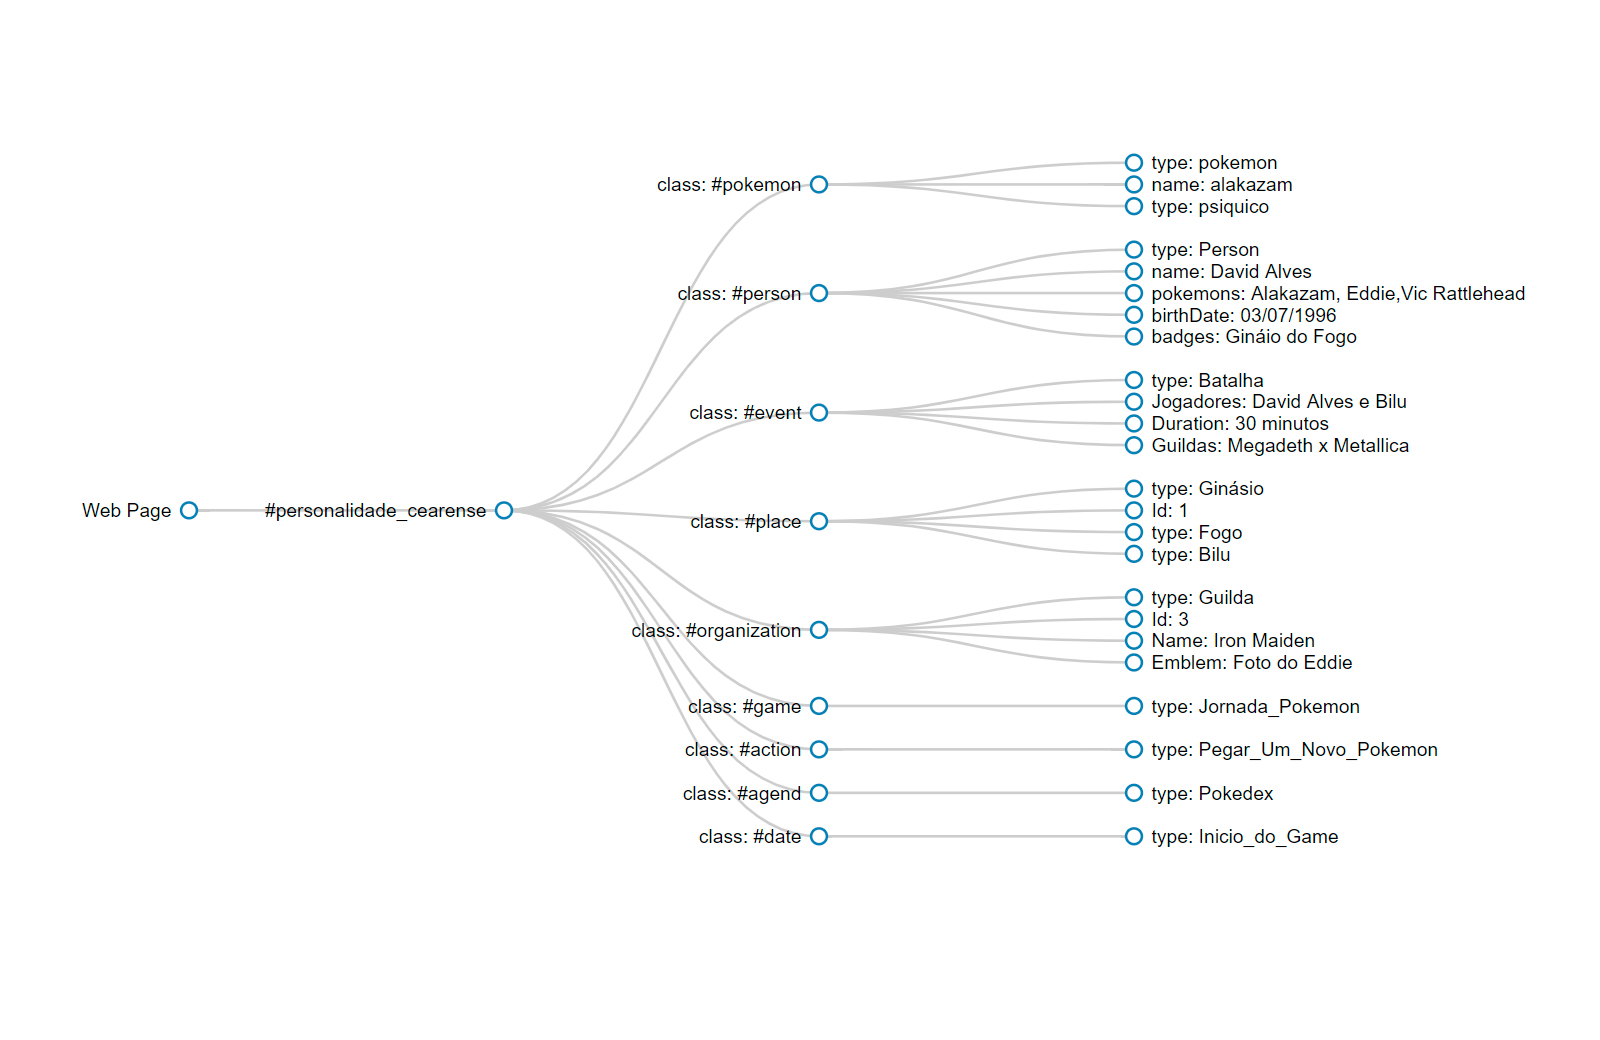 Web Page
#personalidade_cearense
class: #pokemon
type: pokemon
name: alakazam
type: psiquico
class: #person
type: Person
name: David Alves
pokemons: Alakazam, Eddie,Vic Rattlehead
birthDate: 03/07/1996
badges: Gináio do Fogo
class: #event
type: Batalha
Jogadores: David Alves e Bilu
Duration: 30 minutos
Guildas: Megadeth x Metallica
class: #place
type: Ginásio
Id: 1
type: Fogo
type: Bilu
class: #organization
type: Guilda
Id: 3
Name: Iron Maiden
Emblem: Foto do Eddie
class: #game
type: Jornada_Pokemon
class: #action
type: Pegar_Um_Novo_Pokemon
class: #agend
type: Pokedex
class: #date
type: Inicio_do_Game